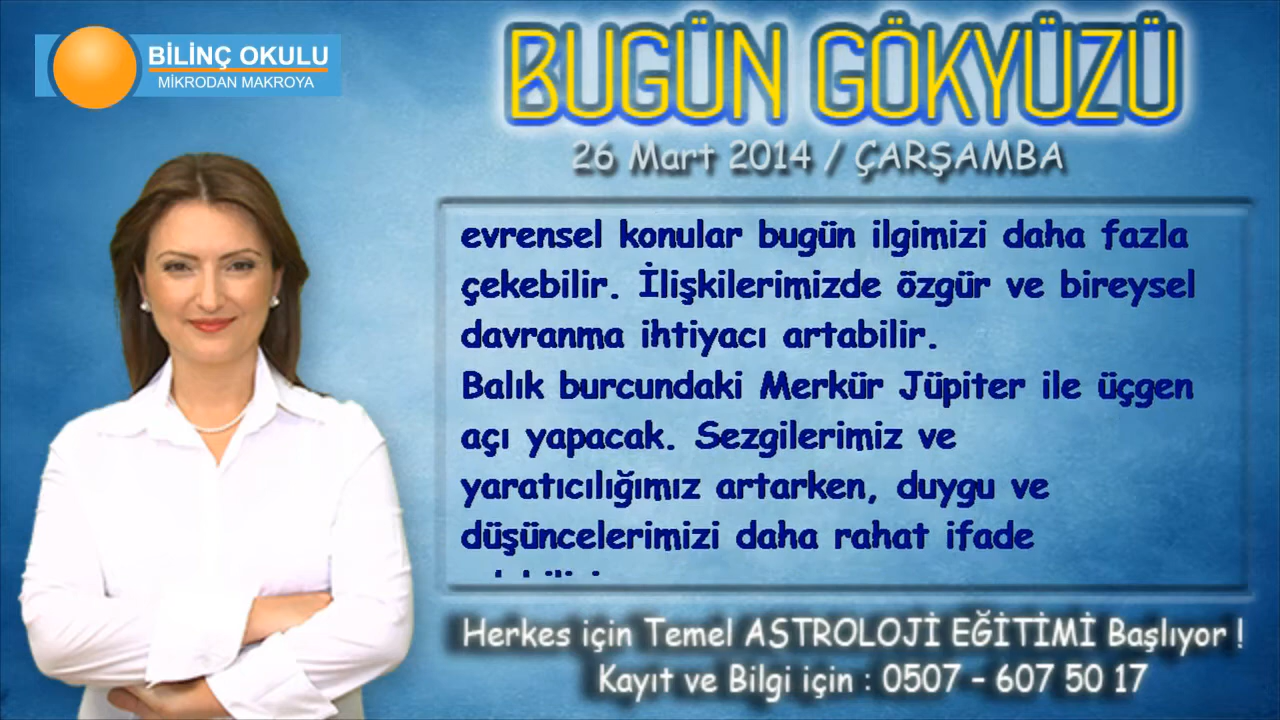 BİLİNÇ OKULU
MİKRODAN MAKROYA
BUGÜN GÖKYÜZÜ
26 Mart 2014 / ÇARŞAMBA
evrensel konular bugün ilgimizi daha fazla
çekebilir. İlişkilerimizde özgür ve bireysel
davranma ihtiyacı artabilir.
Balık burcundaki Merkür Jüpiter ile üçgen
açı yapacak. Sezgilerimiz ve
yaratıcılığımız artarken, duygu ve
düşüncelerimizi daha rahat ifade
Herkes için Temel ASTROLOJİ EĞİTİMİ Başlıyor !
Kayıt ve Bilgi için : 0507 - 607 50 17